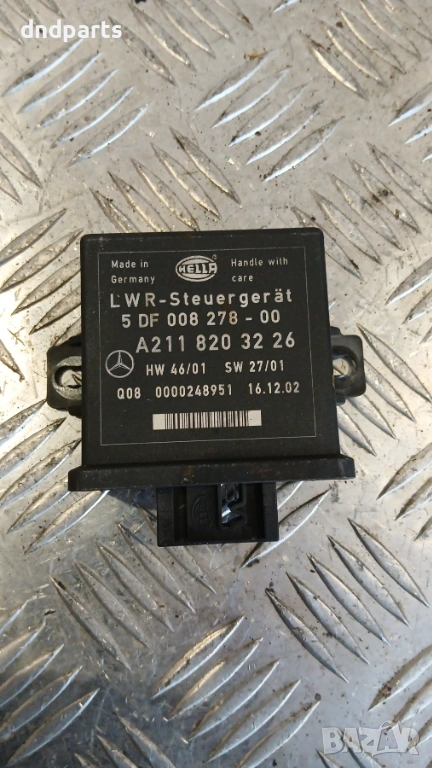 dndparts
Made in
Germany
HELLA
®
Handle with
care
LWR-Steuergerät
5 DF 008 278 - 00
A211 820 32 26
HW 46/01 SW 27/01
Q08 0000248951 16.12.02
BAZAR